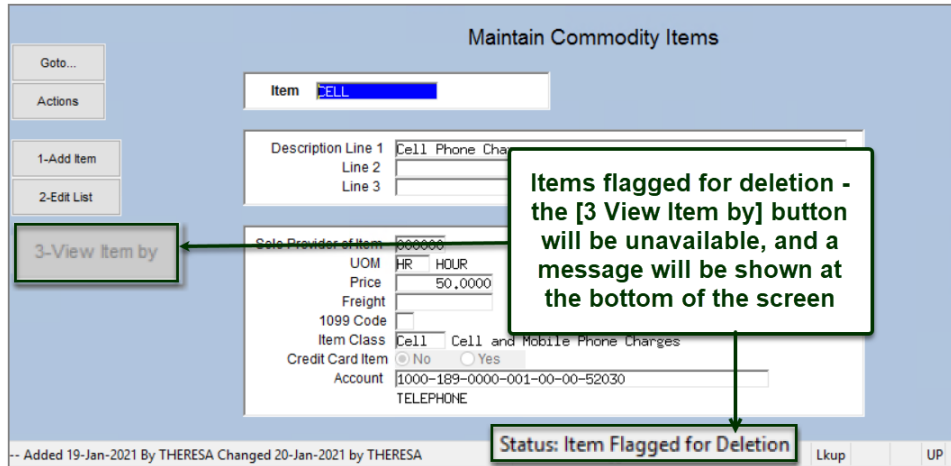 Maintain Commodity Items
Goto...
Actions
1-Add Item
2-Edit List
3-View Item by
Item CELL
Description Line 1 Cell Phone Cha
Line 2
Line 3
Items flagged for deletion -
the [3 View Item by] button
will be unavailable, and a
message will be shown at
the bottom of the screen
Sole Provider of Item 000000
UOM HR HOUR
Price 50.0000
Freight
1099 Code
Item Class Cell Cell and Mobile Phone Charges
Credit Card Item No Yes
Account 1000-189-0000-001-00-00-52030
TELEPHONE
-- Added 19-Jan-2021 By THERESA Changed 20-Jan-2021 by THERESA
Status: Item Flagged for Deletion
Lkup
UP